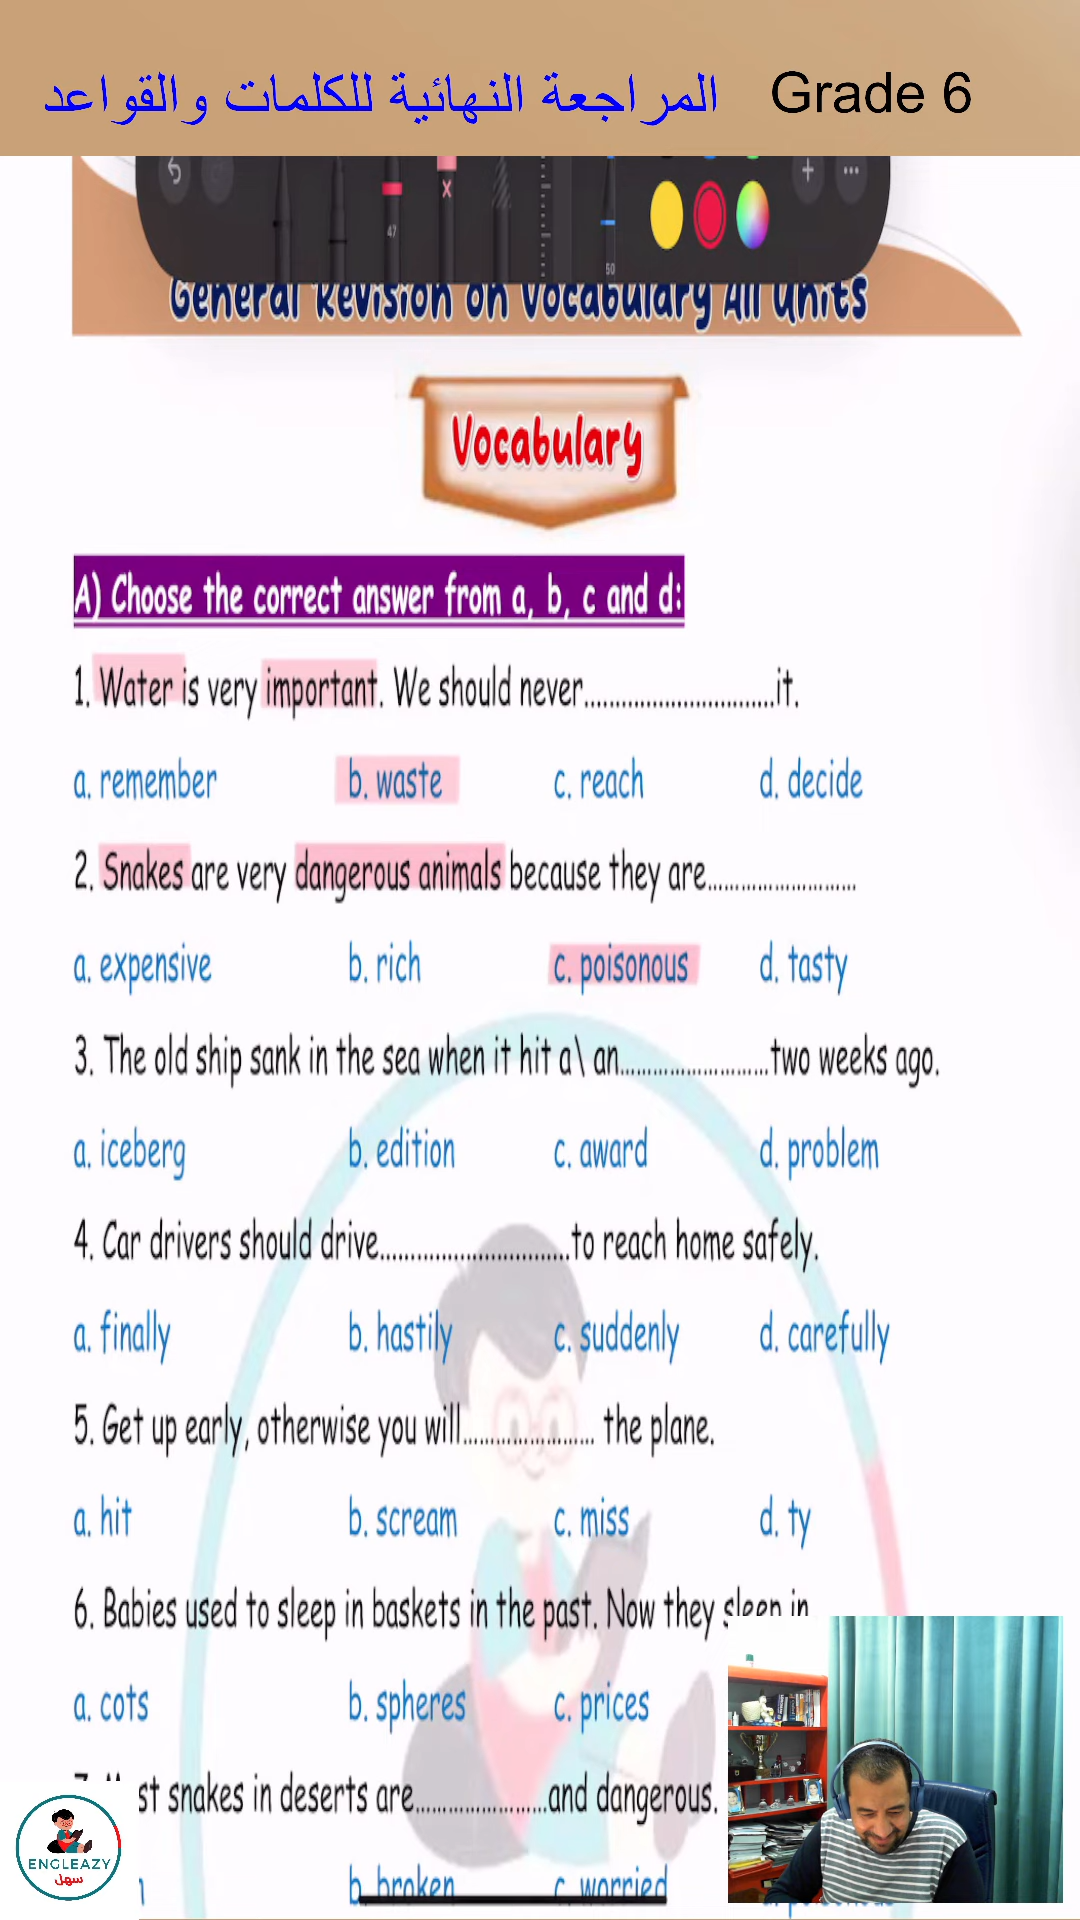 المراجعة النهائية للكلمات والقواعد Grade 6
47
50
General Revision on Vocabulary All Units
Vocabulary
A) Choose the correct answer from a, b, c and d:
1. Water is very important. We should never..............................it.
a. remember b. waste c. reach d. decide
2. Snakes are very dangerous animals because they are.........................
a. expensive b. rich c. poisonous d. tasty
3. The old ship sank in the sea when it hit a\ an.........................two weeks ago.
a. iceberg b. edition c. award d. problem
4. Car drivers should drive..............................to reach home safely.
a. finally b. hastily c. suddenly d. carefully
5. Get up early, otherwise you will...................... the plane.
a. hit b. scream c. miss d. ty
6. Babies used to sleep in baskets in the past. Now they sleep in
a. cots b. spheres c. prices
st snakes in deserts are......................and dangerous.
b. broken c. worried
ENGLEAZY
سهل